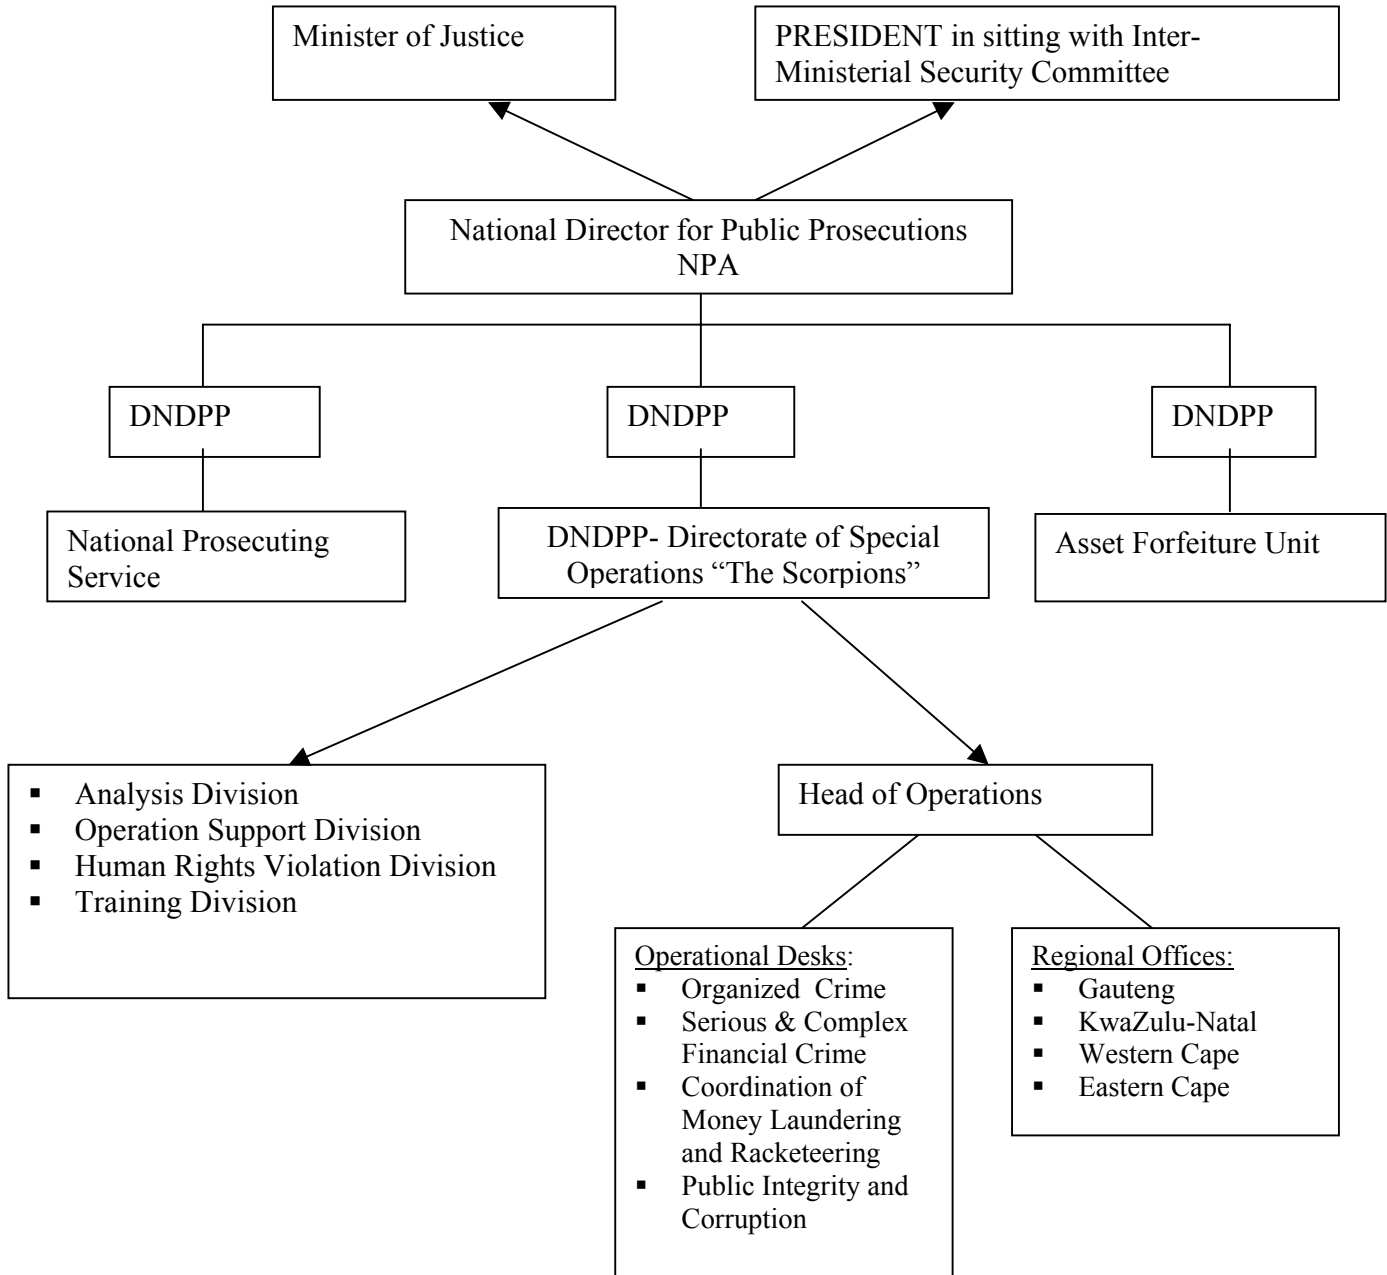 Minister of Justice
PRESIDENT in sitting with Inter-
Ministerial Security Committee
National Director for Public Prosecutions
NPA
DNDPP
DNDPP
DNDPP
National Prosecuting
Service
DNDPP- Directorate of Special
Operations “The Scorpions”
Asset Forfeiture Unit
▪ Analysis Division
▪ Operation Support Division
▪ Human Rights Violation Division
▪ Training Division
Head of Operations
Operational Desks:
▪ Organized Crime
▪ Serious & Complex
Financial Crime
▪ Coordination of
Money Laundering
and Racketeering
▪ Public Integrity and
Corruption
Regional Offices:
▪ Gauteng
▪ KwaZulu-Natal
▪ Western Cape
▪ Eastern Cape